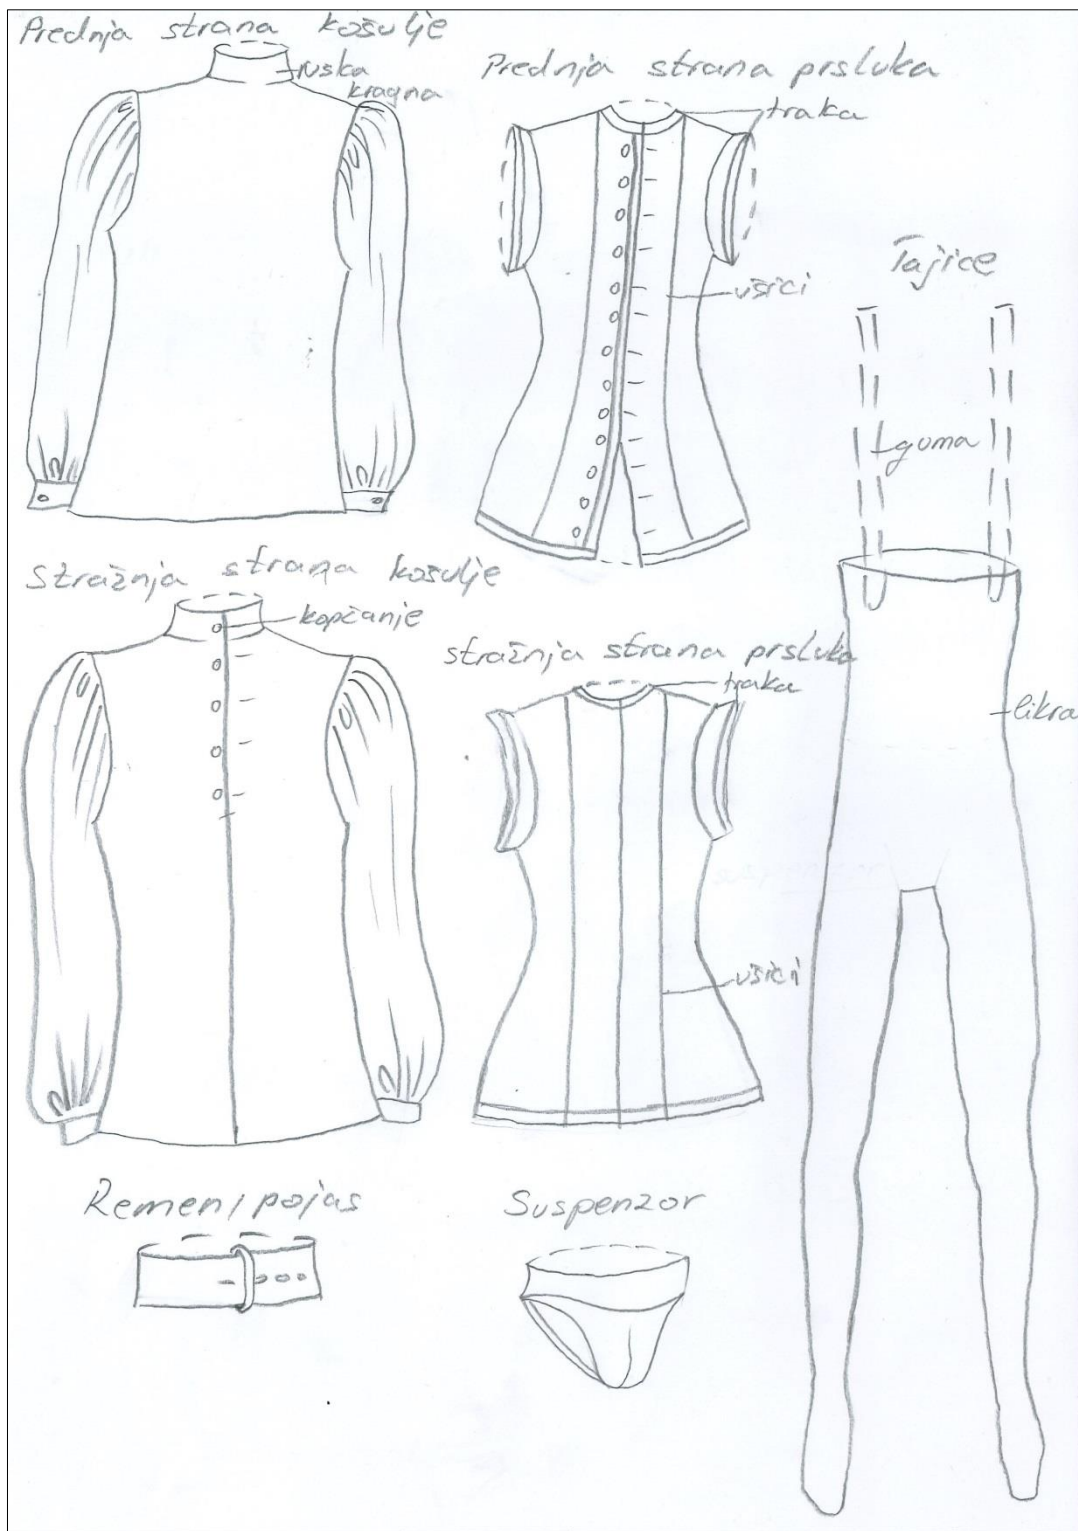 Prednja strana košulje
ruska
kragna
Prednja strana prsluka
traka
ušici
Tajice
guma
likra
Stražnja strana košulje
kopčanje
stražnja strana prsluka
traka
ušici
Remen/pojas
Suspenzor